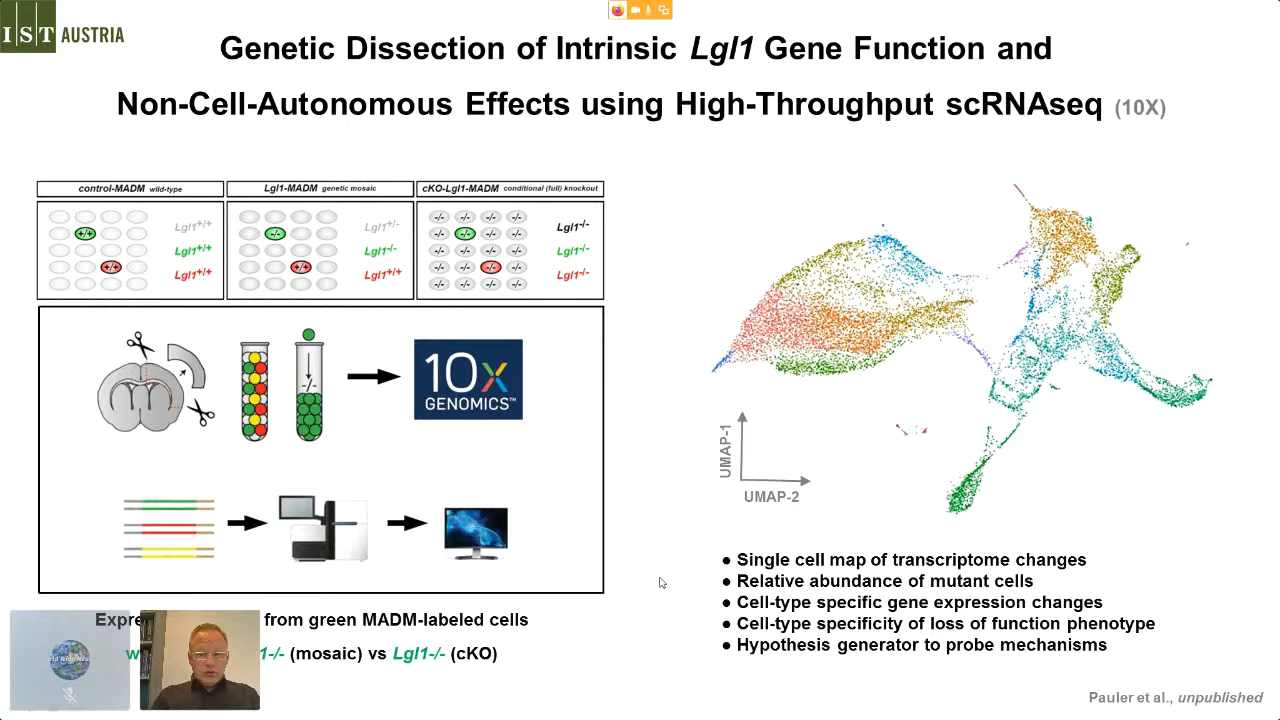 IST AUSTRIA
Genetic Dissection of Intrinsic Lgl1 Gene Function and
Non-Cell-Autonomous Effects using High-Throughput scRNAseq (10X)
control-MADM wild-type
Lgl1-MADM genetic mosaic
cKO-Lgl1-MADM conditional (full) knockout
+/+
+/+
Lgl1+/+
Lgl1+/+
Lgl1+/+
-/-
+/+
Lgl1+/-
Lgl1-/-
Lgl1+/+
-/- -/- -/- -/-
-/- -/- -/- -/-
-/- -/- -/- -/-
-/- -/- -/- -/-
-/- -/- -/- -/-
Lgl1-/-
Lgl1-/-
Lgl1-/-
-/-
10x
GENOMICS™
UMAP-1
UMAP-2
● Single cell map of transcriptome changes
● Relative abundance of mutant cells
● Cell-type specific gene expression changes
● Cell-type specificity of loss of function phenotype
● Hypothesis generator to probe mechanisms
from green MADM-labeled cells
1-/- (mosaic) vs Lgl1-/- (cKO)
Pauler et al., unpublished